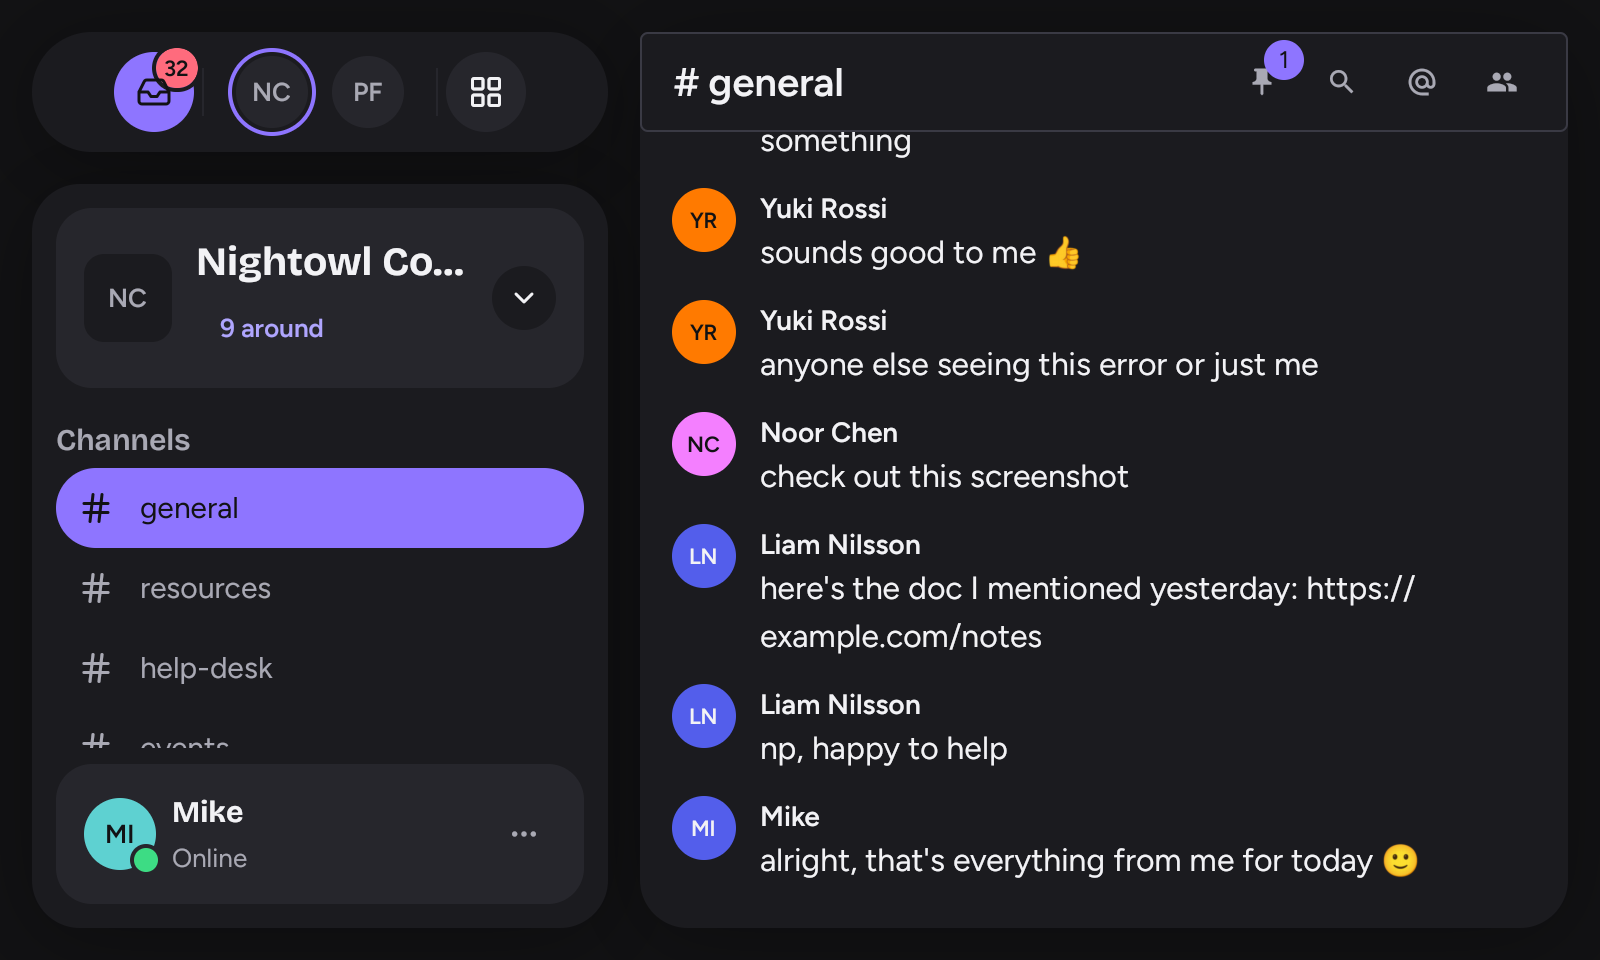 32
NC
PF
NC
Nightowl Co...
9 around
Channels
# general
# resources
# help-desk
# events
MI
Mike
Online
# general
1
something
YR
Yuki Rossi
sounds good to me 👍
YR
Yuki Rossi
anyone else seeing this error or just me
NC
Noor Chen
check out this screenshot
LN
Liam Nilsson
here's the doc I mentioned yesterday: https://
example.com/notes
LN
Liam Nilsson
np, happy to help
MI
Mike
alright, that's everything from me for today 🙂